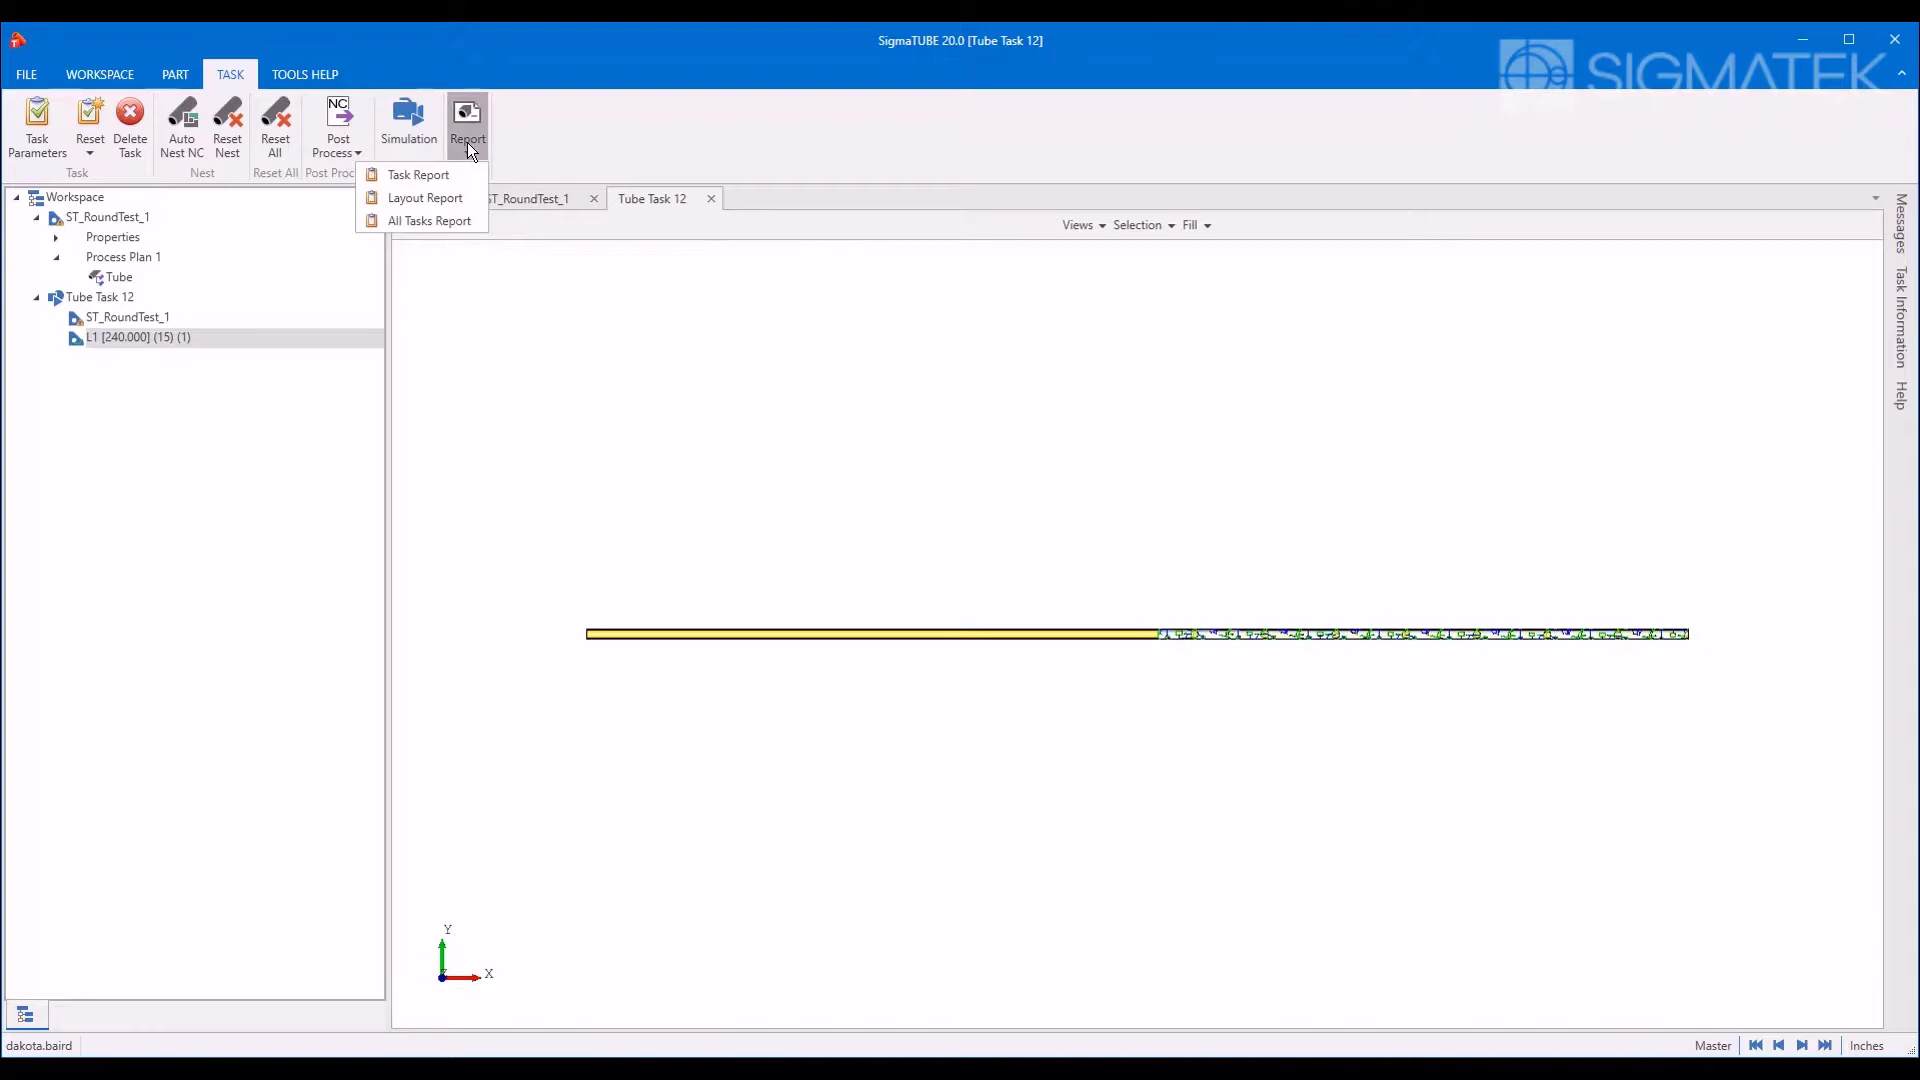 SigmaTUBE 20.0 [Tube Task 12]
SIGMATEK
FILE WORKSPACE PART TASK TOOLS HELP
NC
Task Parameters
Reset
Delete Task
Auto Nest NC
Reset Nest
Reset All
Post Process
Simulation
Report
Task Nest Reset All Post Proc
Task Report
Layout Report
All Tasks Report
ST_RoundTest_1
Tube Task 12
Views Selection Fill
Workspace
ST_RoundTest_1
Properties
Process Plan 1
Tube
Tube Task 12
ST_RoundTest_1
L1 [240.000] (15) (1)
Messages
Task Information
Help
Y
X
dakota.baird
Master
Inches